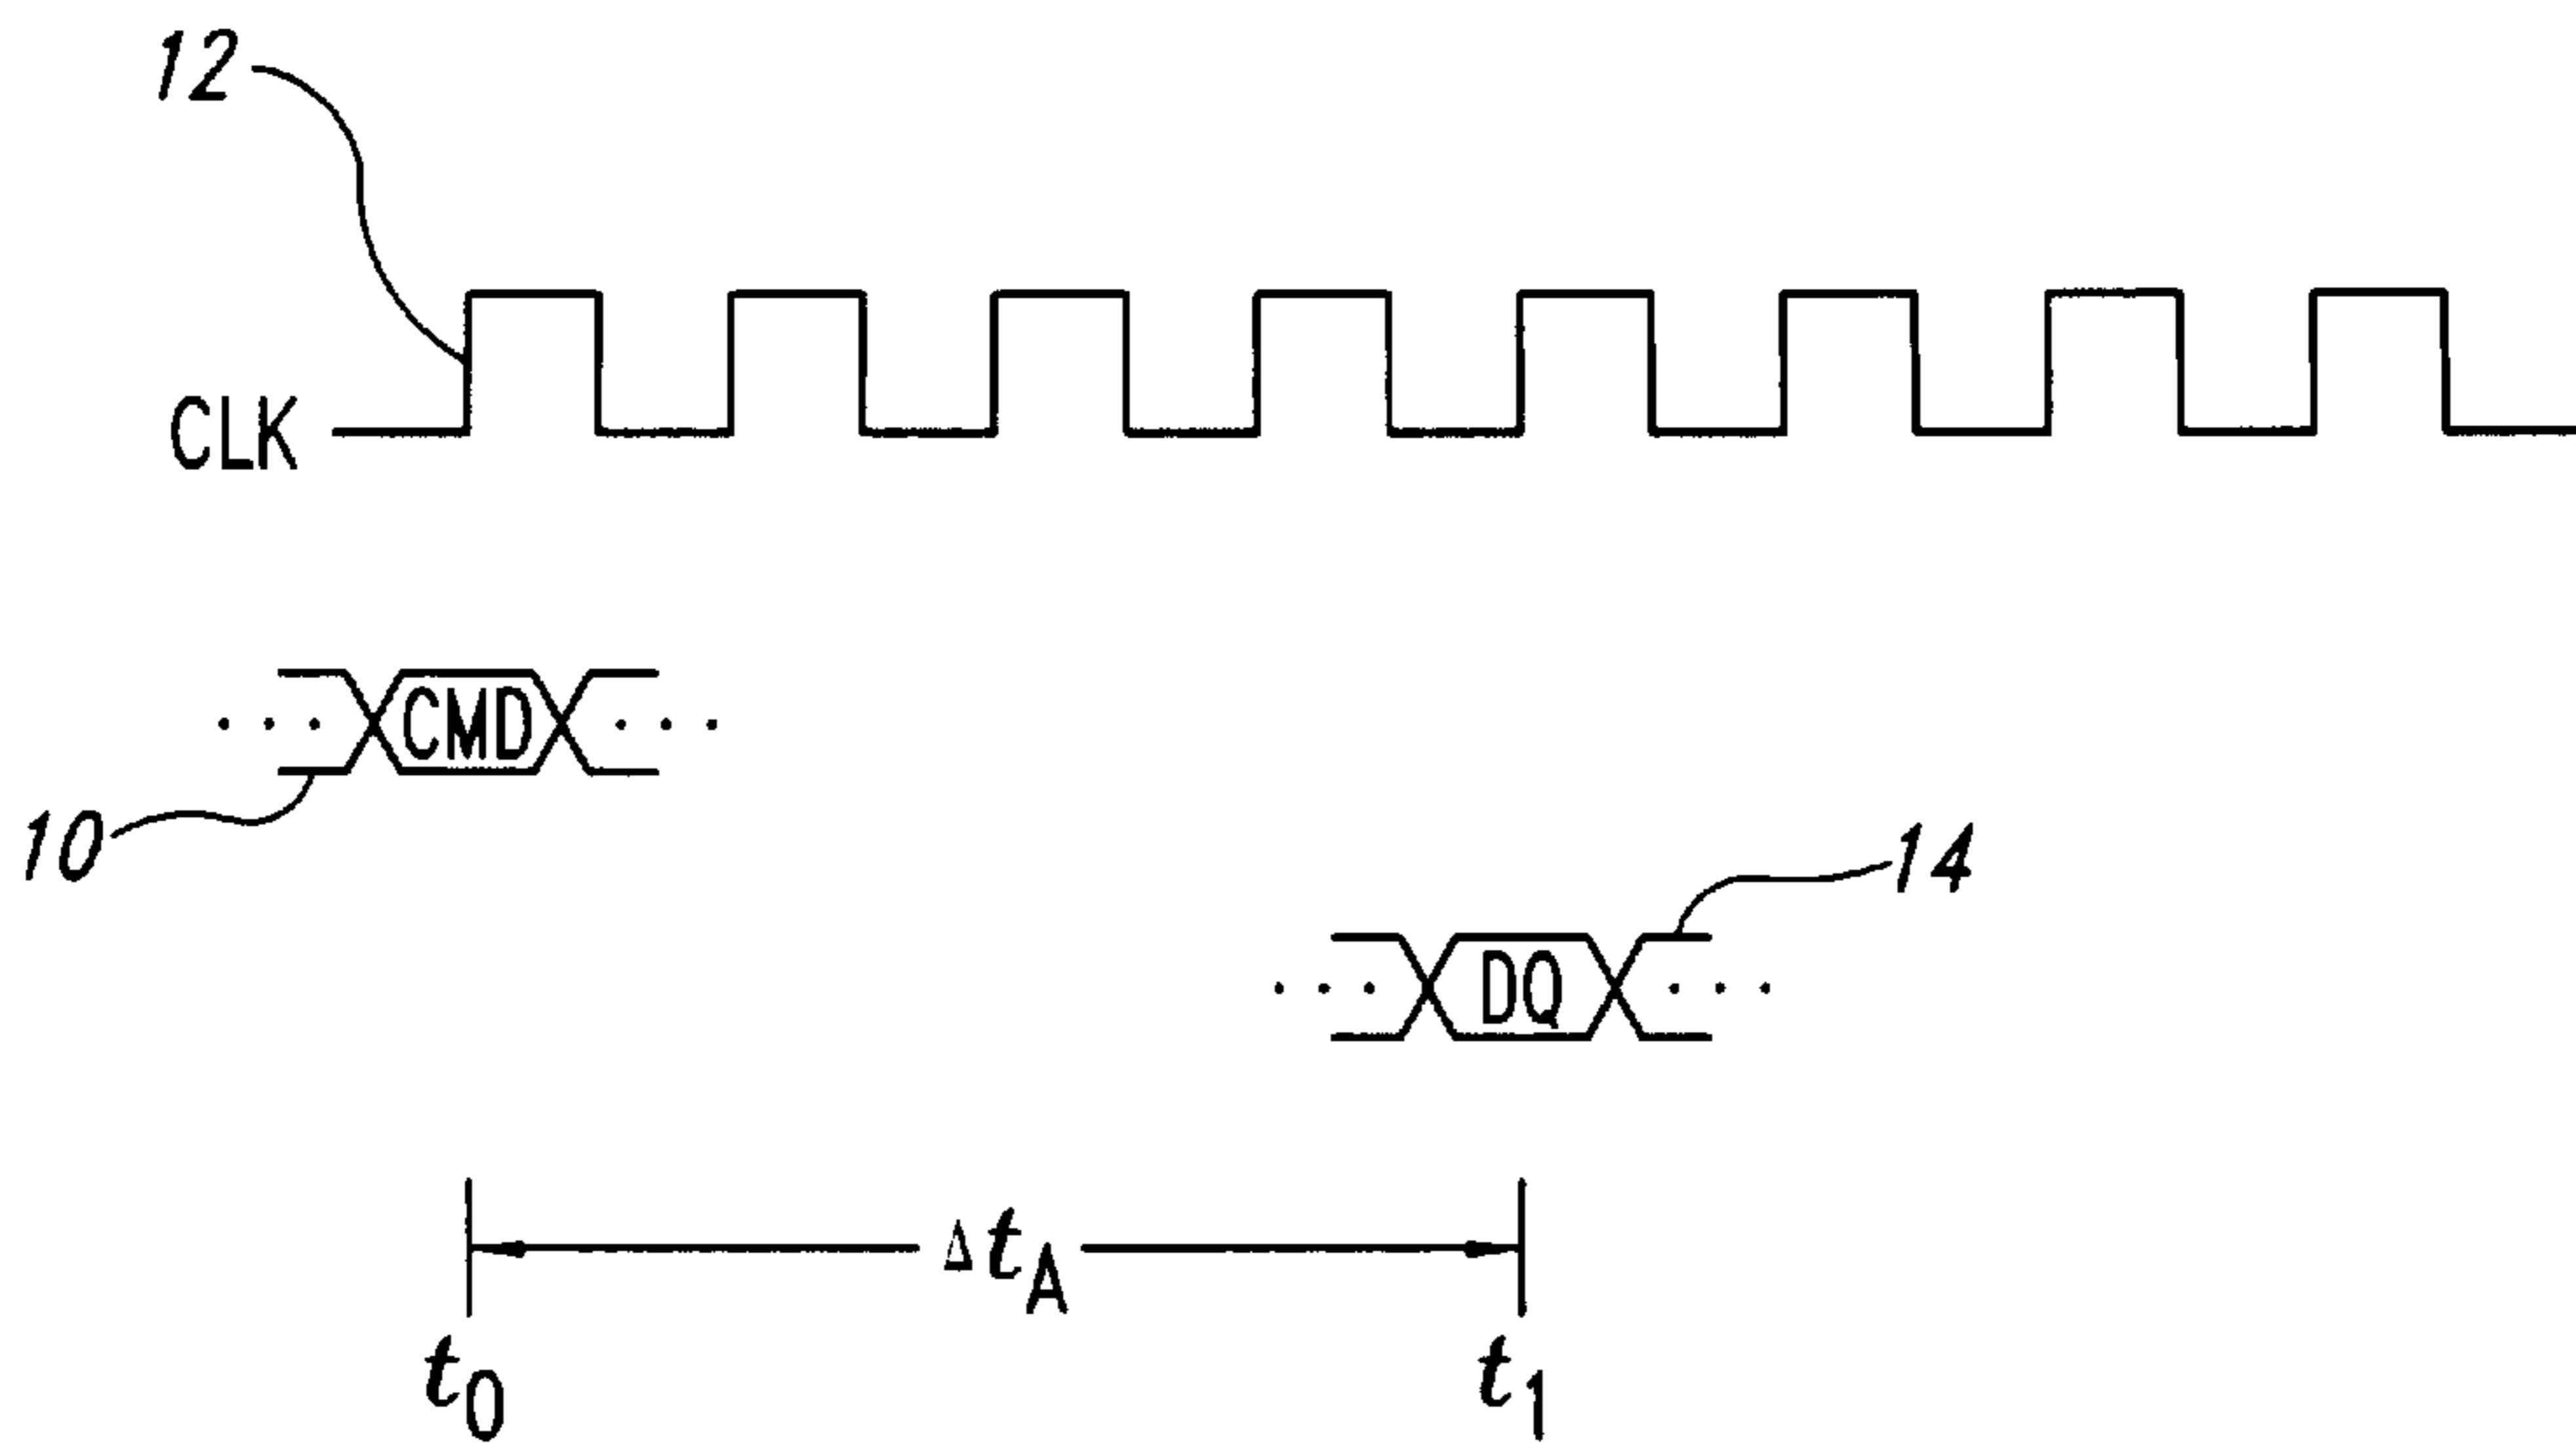 12
CLK
· · · CMD · · ·
10
14
· · · DQ · · ·
Δt_A
t_0
t_1